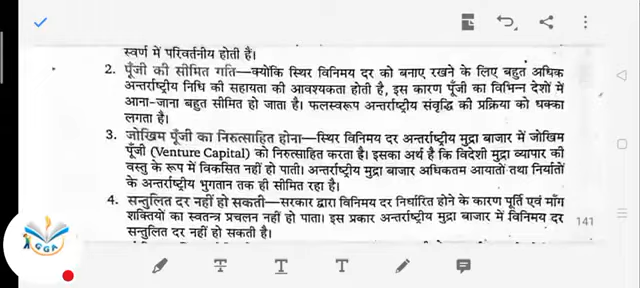 स्वर्ण में परिवर्तनीय होती हैं।
2. पूँजी की सीमित गति—क्योंकि स्थिर विनिमय दर को बनाए रखने के लिए बहुत अधिक
अन्तर्राष्ट्रीय निधि की सहायता की आवश्यकता होती है, इस कारण पूँजी का विभिन्न देशों में
आना-जाना बहुत सीमित हो जाता है। फलस्वरूप अन्तर्राष्ट्रीय संवृद्धि की प्रक्रिया को धक्का
लगता है।
3. जोखिम पूँजी का निरुत्साहित होना—स्थिर विनिमय दर अन्तर्राष्ट्रीय मुद्रा बाजार में जोखिम
पूँजी (Venture Capital) को निरुत्साहित करता है। इसका अर्थ है कि विदेशी मुद्रा व्यापार की
वस्तु के रूप में विकसित नहीं हो पाती। अन्तर्राष्ट्रीय मुद्रा बाजार अधिकतम आयातों तथा निर्यातों
के अन्तर्राष्ट्रीय भुगतान तक ही सीमित रहा है।
4. सन्तुलित दर नहीं हो सकती—सरकार द्वारा विनिमय दर निर्धारित होने के कारण पूर्ति एवं माँग
शक्तियों का स्वतन्त्र प्रचलन नहीं हो पाता। इस प्रकार अन्तर्राष्ट्रीय मुद्रा बाजार में विनिमय दर
सन्तुलित दर नहीं हो सकती है।
141
GGA
T
T
T